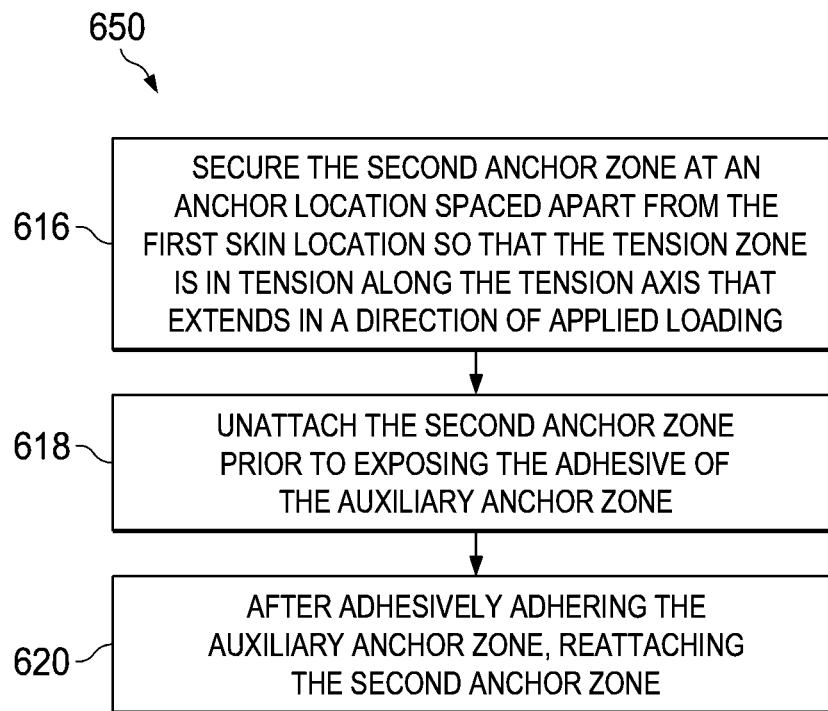 650
616
SECURE THE SECOND ANCHOR ZONE AT AN
ANCHOR LOCATION SPACED APART FROM THE
FIRST SKIN LOCATION SO THAT THE TENSION ZONE
IS IN TENSION ALONG THE TENSION AXIS THAT
EXTENDS IN A DIRECTION OF APPLIED LOADING
618
UNATTACH THE SECOND ANCHOR ZONE
PRIOR TO EXPOSING THE ADHESIVE OF
THE AUXILIARY ANCHOR ZONE
620
AFTER ADHESIVELY ADHERING THE
AUXILIARY ANCHOR ZONE, REATTACHING
THE SECOND ANCHOR ZONE